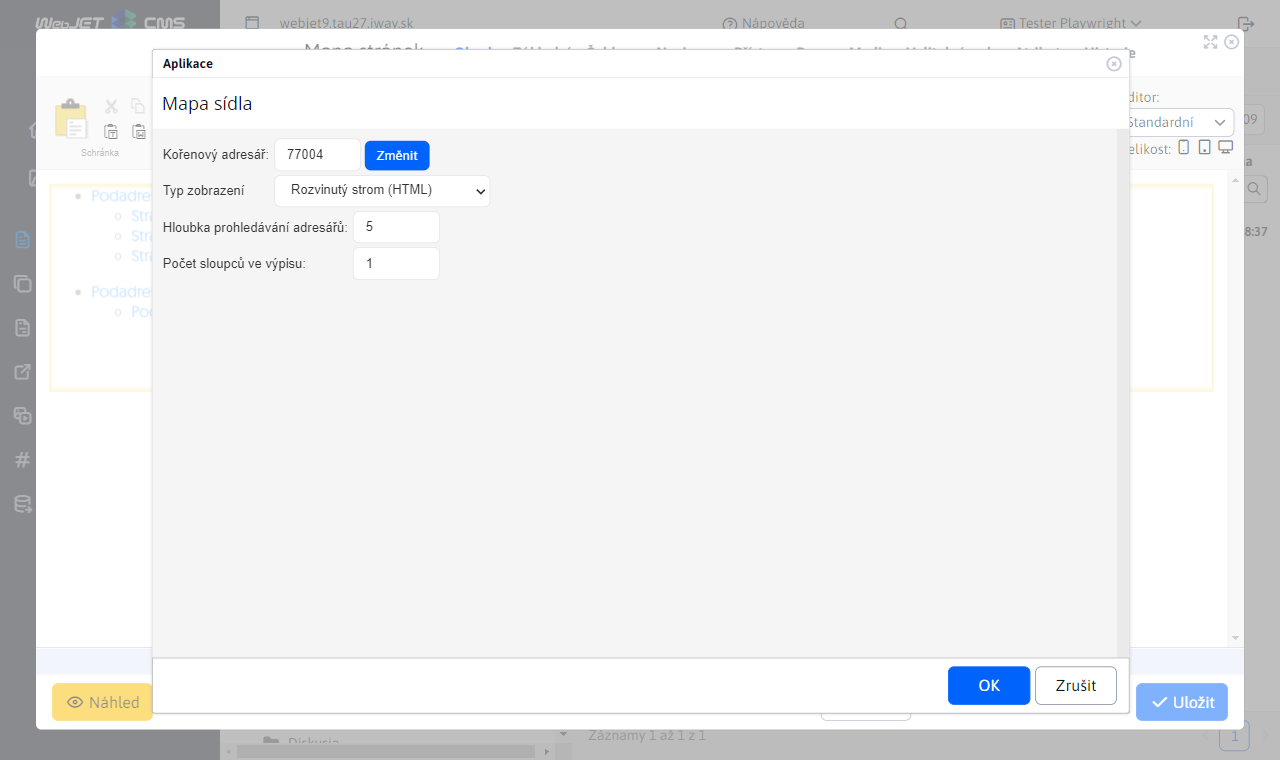 WebJET CMS
webjet9.tau27.iway.sk
Nápověda
Tester Playwright
Mapa stránek
Aplikace
Mapa sídla
ditor:
Standardní
09
elikost:
Schránka
Kořenový adresář: 77004 Změnit
Typ zobrazení Rozvinutý strom (HTML)
Podadres
Stra
Hloubka prohledávání adresářů: 5
Stra
8:37
Stra
Počet sloupců ve výpisu: 1
Podadres
Pod
OK
Zrušit
Náhled
Uložit
Diskusia
Záznamy 1 až 1 z 1
1